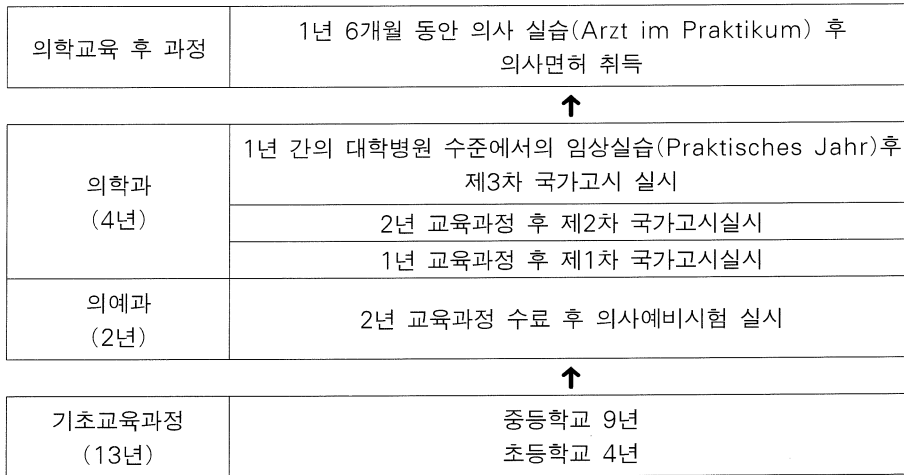 의학교육 후 과정
1년 6개월 동안 의사 실습(Arzt im Praktikum) 후
의사면허 취득
↑
의학과
(4년)
1년 간의 대학병원 수준에서의 임상실습(Praktisches Jahr)후
제3차 국가고시 실시
2년 교육과정 후 제2차 국가고시실시
1년 교육과정 후 제1차 국가고시실시
의예과
(2년)
2년 교육과정 수료 후 의사예비시험 실시
↑
기초교육과정
(13년)
중등학교 9년
초등학교 4년